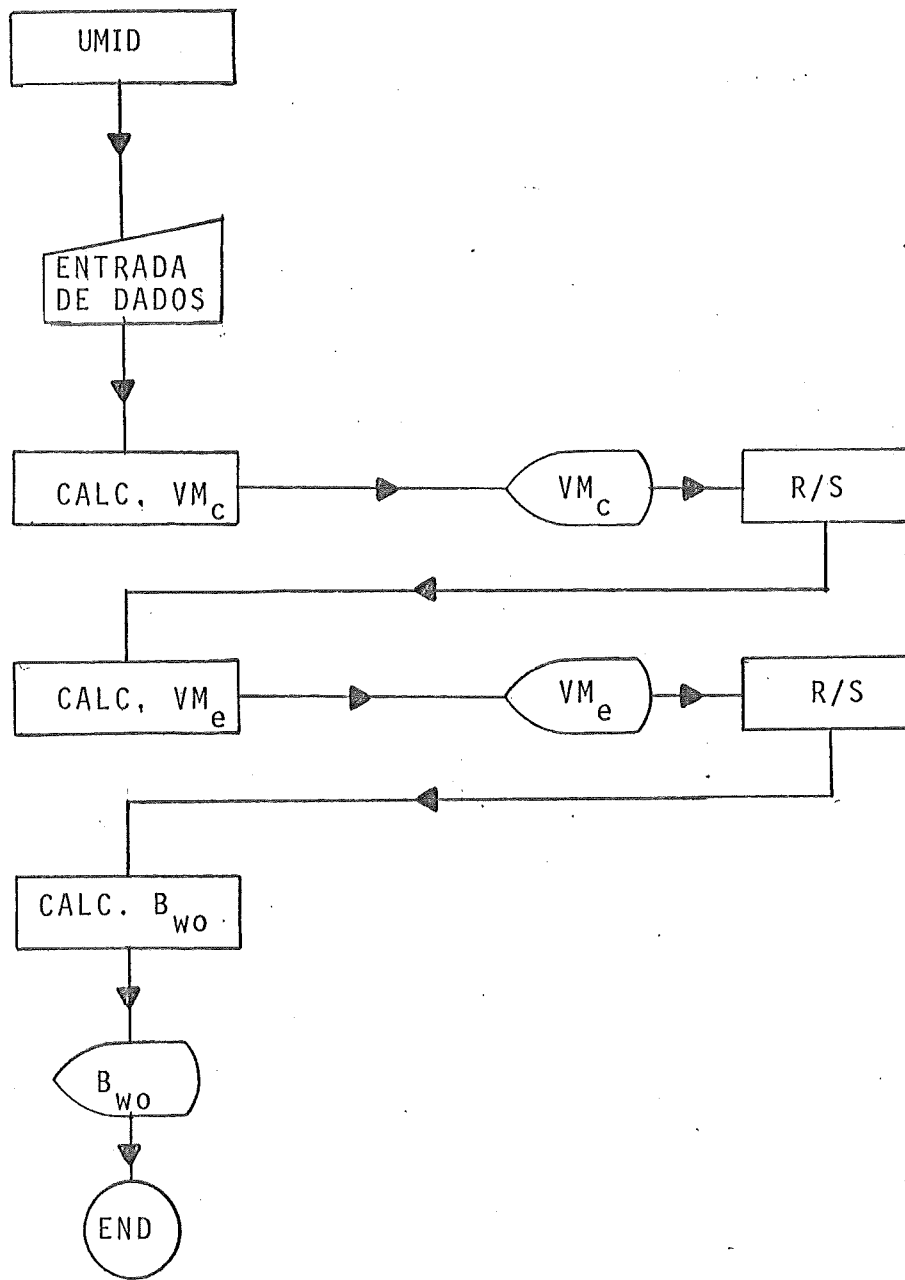 UMID
ENTRADA
DE DADOS
CALC. VMc
VMc
R/S
CALC. VMe
VMe
R/S
CALC. Bwo
Bwo
END